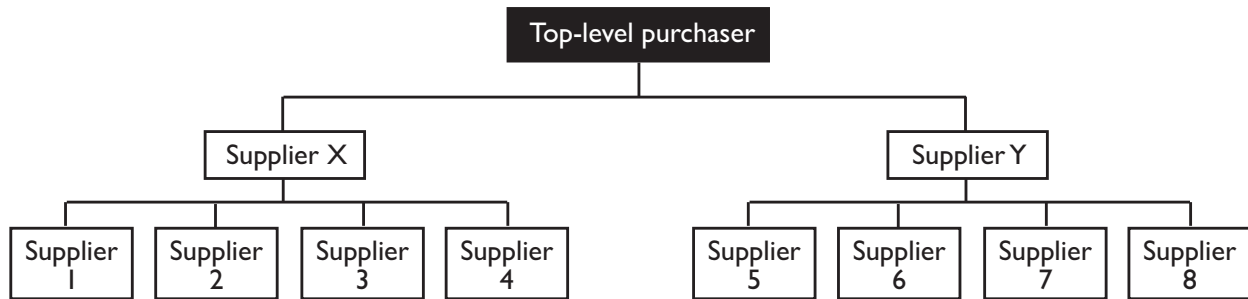 Top-level purchaser
Supplier X
Supplier Y
Supplier
1
Supplier
2
Supplier
3
Supplier
4
Supplier
5
Supplier
6
Supplier
7
Supplier
8